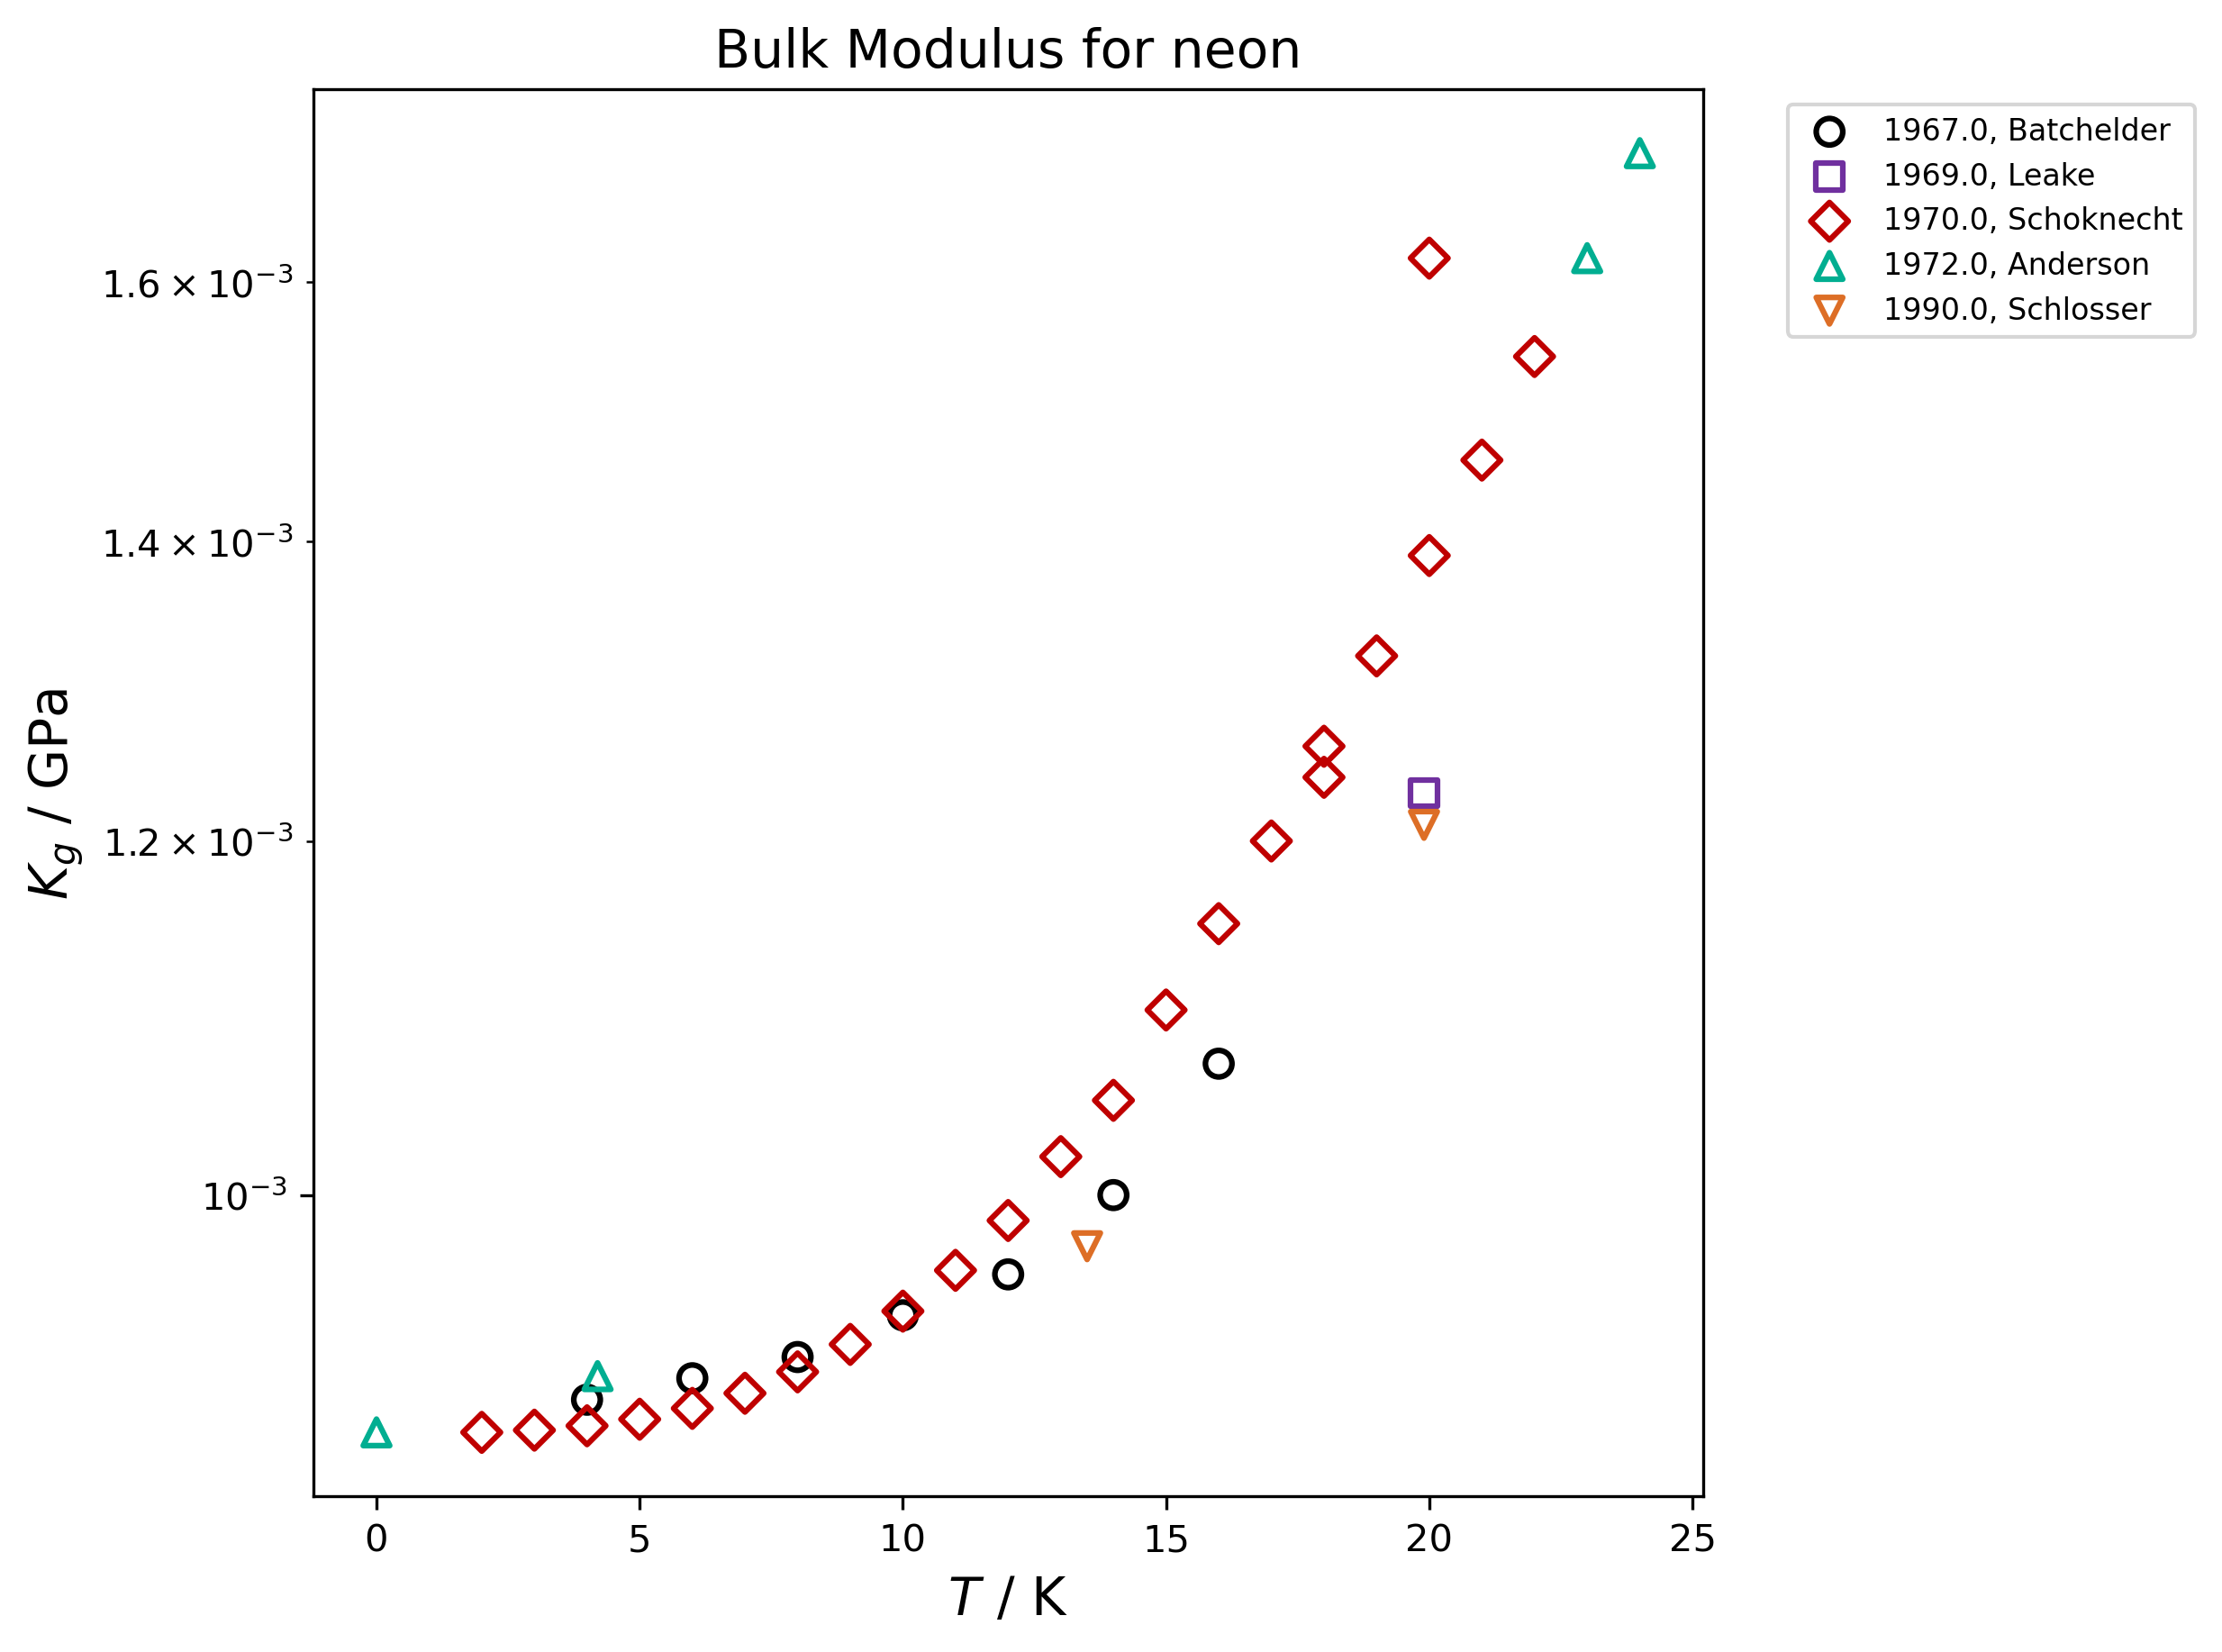 Bulk Modulus for neon
1967.0, Batchelder
1969.0, Leake
1970.0, Schoknecht
1972.0, Anderson
1990.0, Schlosser
1.6 × 10⁻³
1.4 × 10⁻³
1.2 × 10⁻³
10⁻³
K_g / GPa
0 5 10 15 20 25
T / K